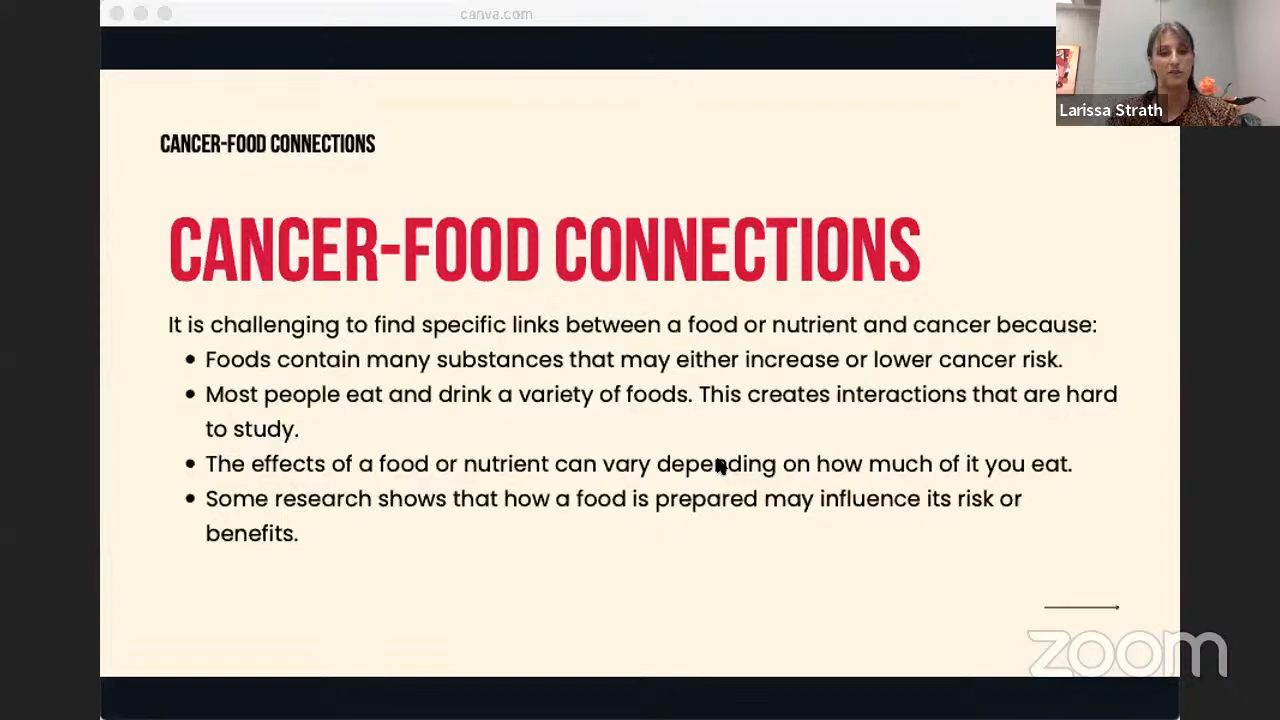 canva.com
Larissa Strath
CANCER-FOOD CONNECTIONS
CANCER-FOOD CONNECTIONS
It is challenging to find specific links between a food or nutrient and cancer because:
• Foods contain many substances that may either increase or lower cancer risk.
• Most people eat and drink a variety of foods. This creates interactions that are hard
to study.
• The effects of a food or nutrient can vary depending on how much of it you eat.
• Some research shows that how a food is prepared may influence its risk or
benefits.
zoom